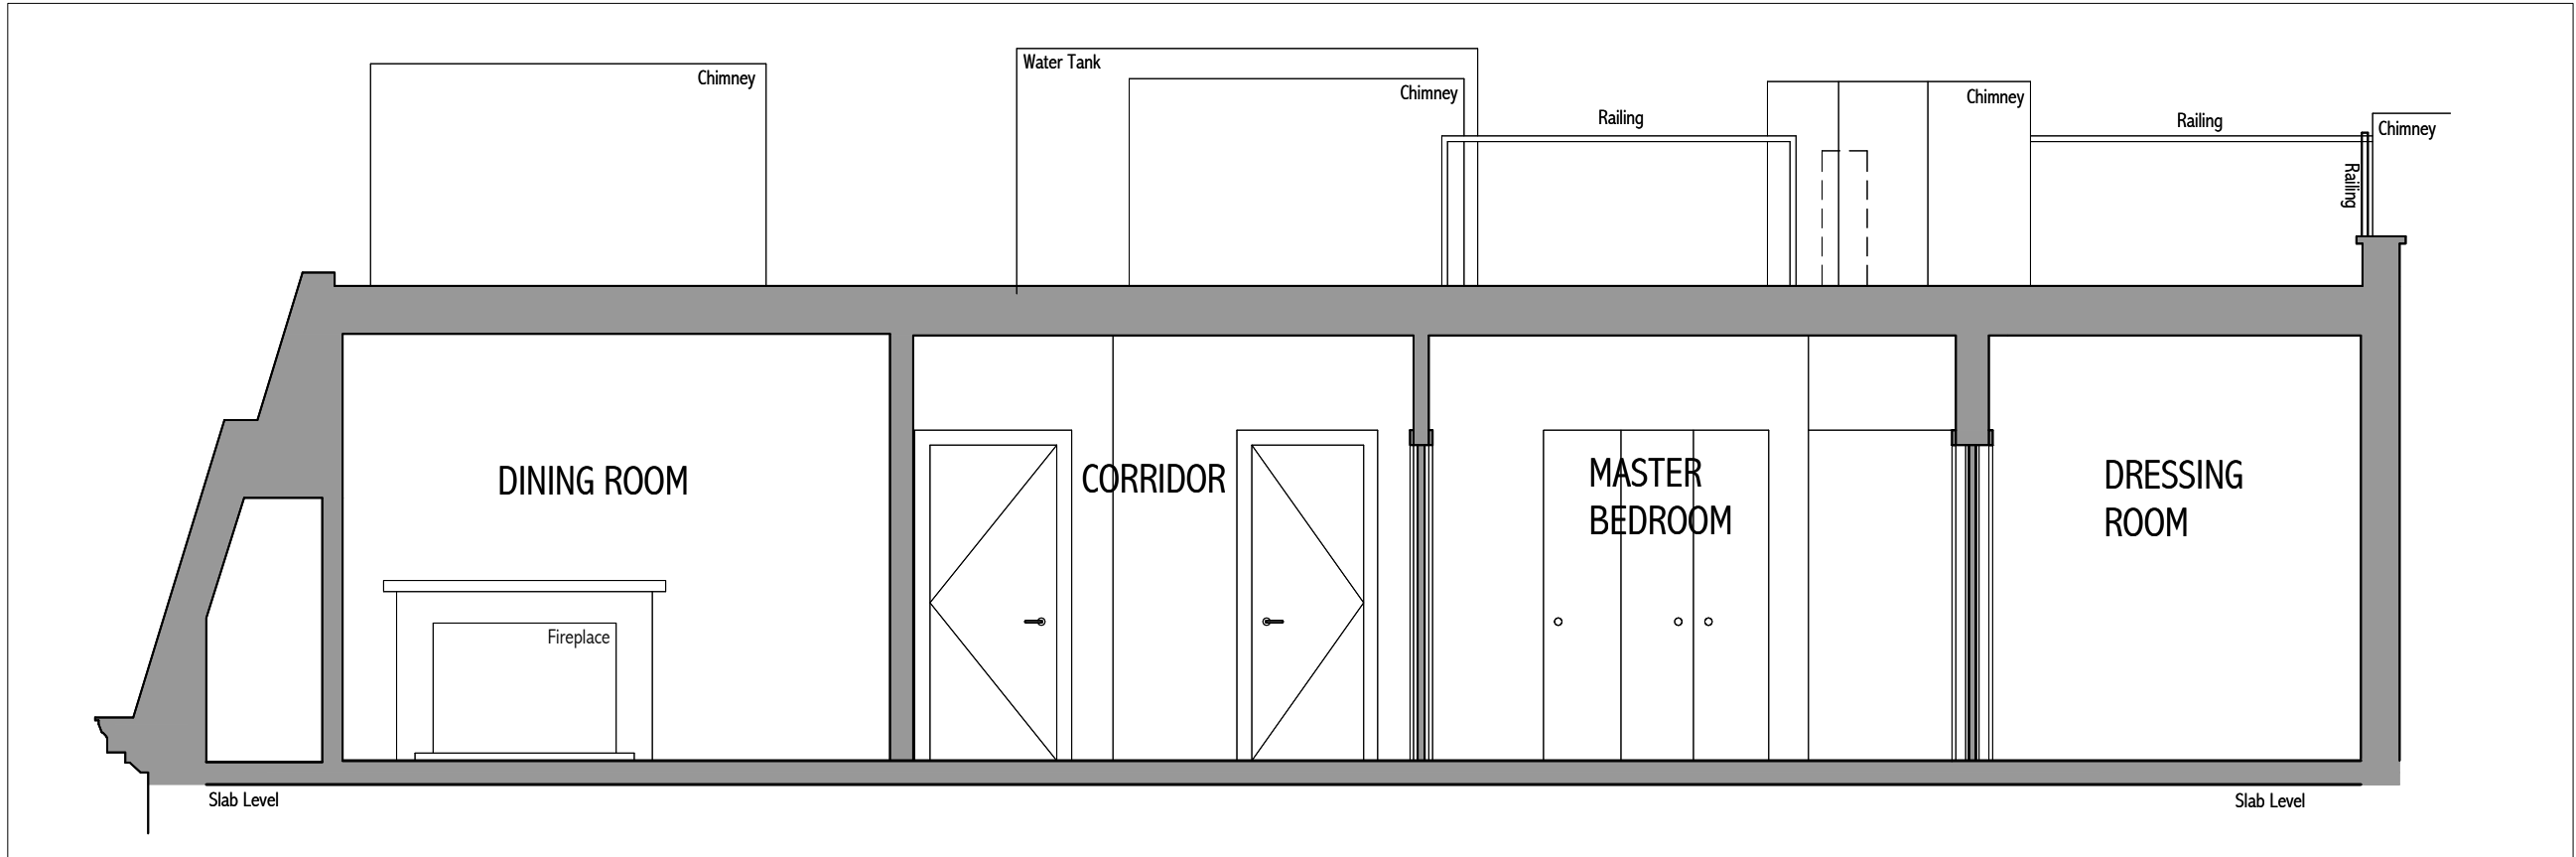 Chimney
Water Tank
Chimney
Railing
Chimney
Railing
Chimney
Railing
DINING ROOM
CORRIDOR
MASTER
BEDROOM
DRESSING
ROOM
Fireplace
Slab Level
Slab Level